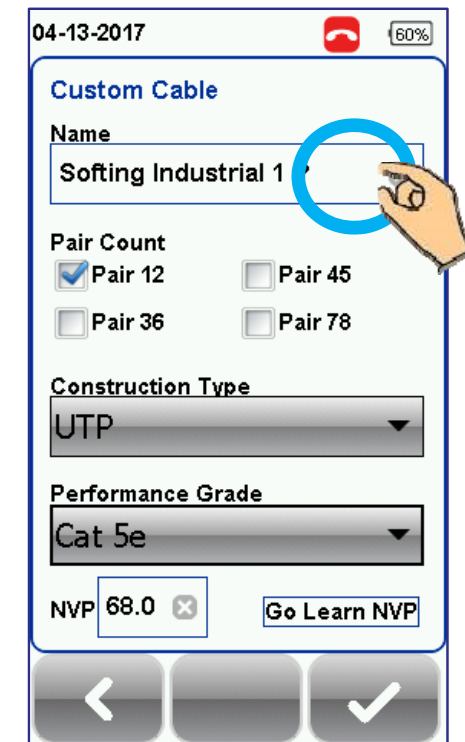 04-13-2017 60%
Custom Cable
Name
Softing Industrial 1
Pair Count
Pair 12 Pair 45
Pair 36 Pair 78
Construction Type
UTP
Performance Grade
Cat 5e
NVP 68.0 Go Learn NVP